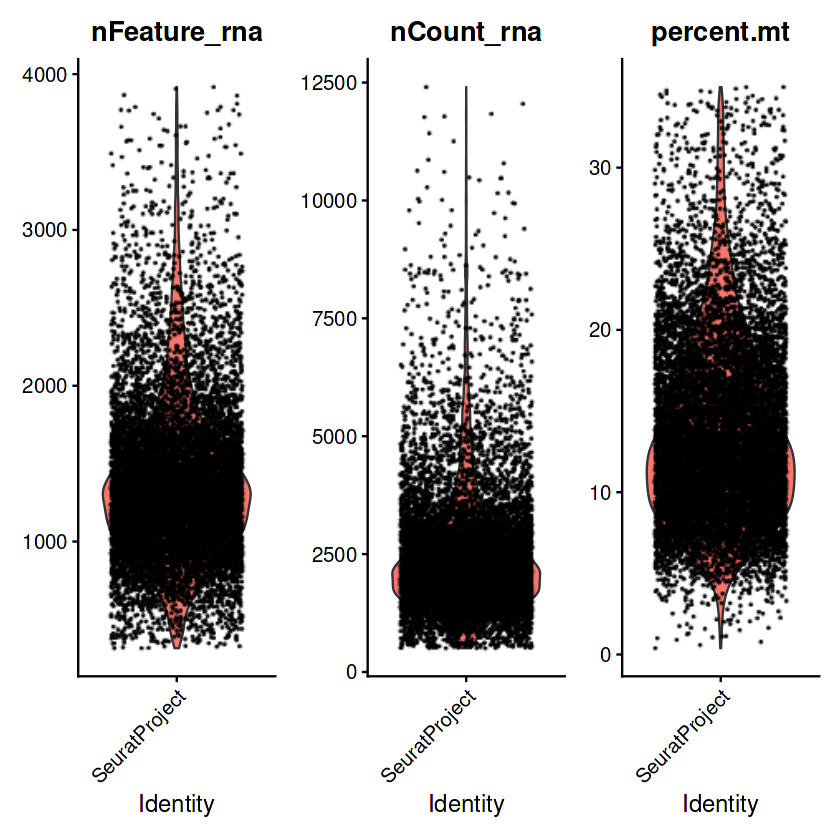 nFeature_rna
4000
3000
2000
1000
SeuratProject
Identity
nCount_rna
12500
10000
7500
5000
2500
0
SeuratProject
Identity
percent.mt
30
20
10
0
SeuratProject
Identity